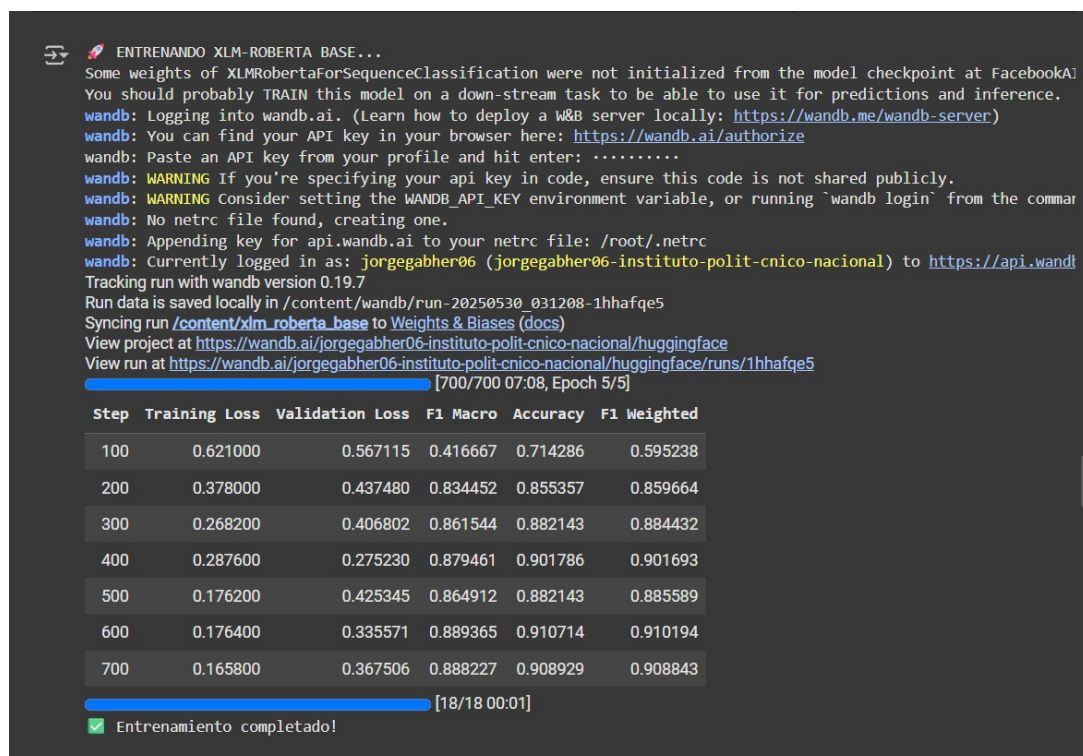 🚀 ENTRENANDO XLM-ROBERTA BASE...
Some weights of XLMRobertaForSequenceClassification were not initialized from the model checkpoint at FacebookAI
You should probably TRAIN this model on a down-stream task to be able to use it for predictions and inference.
wandb: Logging into wandb.ai. (Learn how to deploy a W&B server locally: https://wandb.me/wandb-server)
wandb: You can find your API key in your browser here: https://wandb.ai/authorize
wandb: Paste an API key from your profile and hit enter: ··········
wandb: WARNING If you're specifying your api key in code, ensure this code is not shared publicly.
wandb: WARNING Consider setting the WANDB_API_KEY environment variable, or running `wandb login` from the
wandb: No netrc file found, creating one.
wandb: Appending key for api.wandb.ai to your netrc file: /root/.netrc
wandb: Currently logged in as: jorgegabher06 (jorgegabher06-instituto-polit-cnico-nacional) to https://api.wandb
Tracking run with wandb version 0.19.7
Run data is saved locally in /content/wandb/run-20250530_031208-1hhafqe5
Syncing run /content/xlm_roberta_base to Weights & Biases (docs)
View project at https://wandb.ai/jorgegabher06-instituto-polit-cnico-nacional/huggingface
View run at https://wandb.ai/jorgegabher06-instituto-polit-cnico-nacional/huggingface/runs/1hhafqe5
[700/700 07:08, Epoch 5/5]
Step Training Loss Validation Loss F1 Macro Accuracy F1 Weighted
100 0.621000 0.567115 0.416667 0.714286 0.595238
200 0.378000 0.437480 0.834452 0.855357 0.859664
300 0.268200 0.406802 0.861544 0.882143 0.884432
400 0.287600 0.275230 0.879461 0.901786 0.901693
500 0.176200 0.425345 0.864912 0.882143 0.885589
600 0.176400 0.335571 0.889365 0.910714 0.910194
700 0.165800 0.367506 0.888227 0.908929 0.908843
[18/18 00:01]
✅ Entrenamiento completado!